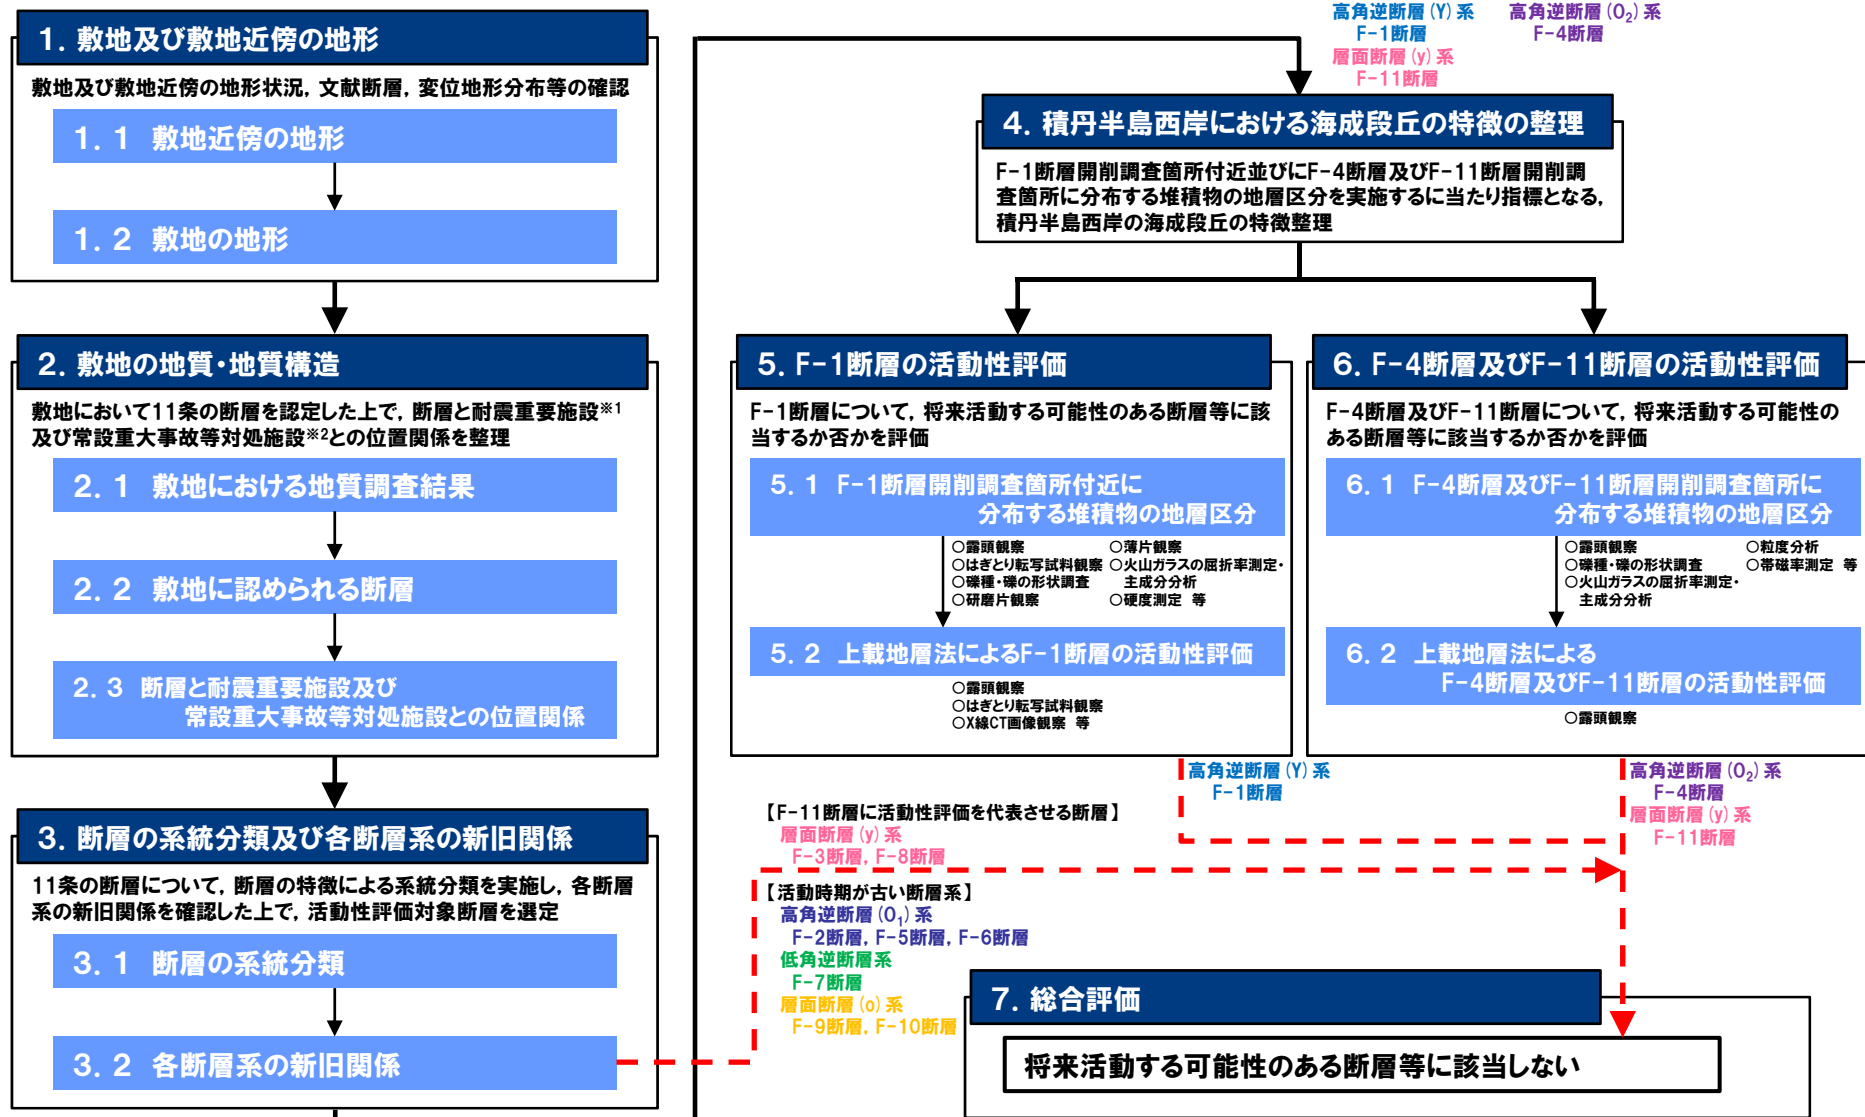 1. 敷地及び敷地近傍の地形
敷地及び敷地近傍の地形状況, 文献断層, 変位地形分布等の確認
1. 1 敷地近傍の地形
1. 2 敷地の地形
2. 敷地の地質・地質構造
敷地において11条の断層を認定した上で, 断層と耐震重要施設※1
及び常設重大事故等対処施設※2との位置関係を整理
2. 1 敷地における地質調査結果
2. 2 敷地に認められる断層
2. 3 断層と耐震重要施設及び
常設重大事故等対処施設との位置関係
3. 断層の系統分類及び各断層系の新旧関係
11条の断層について, 断層の特徴による系統分類を実施し, 各断層
系の新旧関係を確認した上で, 活動性評価対象断層を選定
3. 1 断層の系統分類
3. 2 各断層系の新旧関係
高角逆断層(Y)系
F-1断層
層面断層(y)系
F-11断層
高角逆断層(O2)系
F-4断層
4. 積丹半島西岸における海成段丘の特徴の整理
F-1断層開削調査箇所付近並びにF-4断層及びF-11断層開削調
査箇所に分布する堆積物の地層区分を実施するに当たり指標となる,
積丹半島西岸の海成段丘の特徴整理
5. F-1断層の活動性評価
F-1断層について, 将来活動する可能性のある断層等に該
当するか否かを評価
5. 1 F-1断層開削調査箇所付近に
分布する堆積物の地層区分
○露頭観察
○はぎとり転写試料観察
○礫種・礫の形状調査
○研磨片観察
○薄片観察
○火山ガラスの屈折率測定・
主成分分析
○硬度測定 等
5. 2 上載地層法によるF-1断層の活動性評価
○露頭観察
○はぎとり転写試料観察
○X線CT画像観察 等
6. F-4断層及びF-11断層の活動性評価
F-4断層及びF-11断層について, 将来活動する可能性の
ある断層等に該当するか否かを評価
6. 1 F-4断層及びF-11断層開削調査箇所に
分布する堆積物の地層区分
○露頭観察
○礫種・礫の形状調査
○火山ガラスの屈折率測定・
主成分分析
○粒度分析
○帯磁率測定 等
6. 2 上載地層法による
F-4断層及びF-11断層の活動性評価
○露頭観察
高角逆断層(Y)系
F-1断層
高角逆断層(O2)系
F-4断層
層面断層(y)系
F-11断層
【F-11断層に活動性評価を代表させる断層】
層面断層(y)系
F-3断層, F-8断層
【活動時期が古い断層系】
高角逆断層(O1)系
F-2断層, F-5断層, F-6断層
低角逆断層系
F-7断層
層面断層(o)系
F-9断層, F-10断層
7. 総合評価
将来活動する可能性のある断層等に該当しない